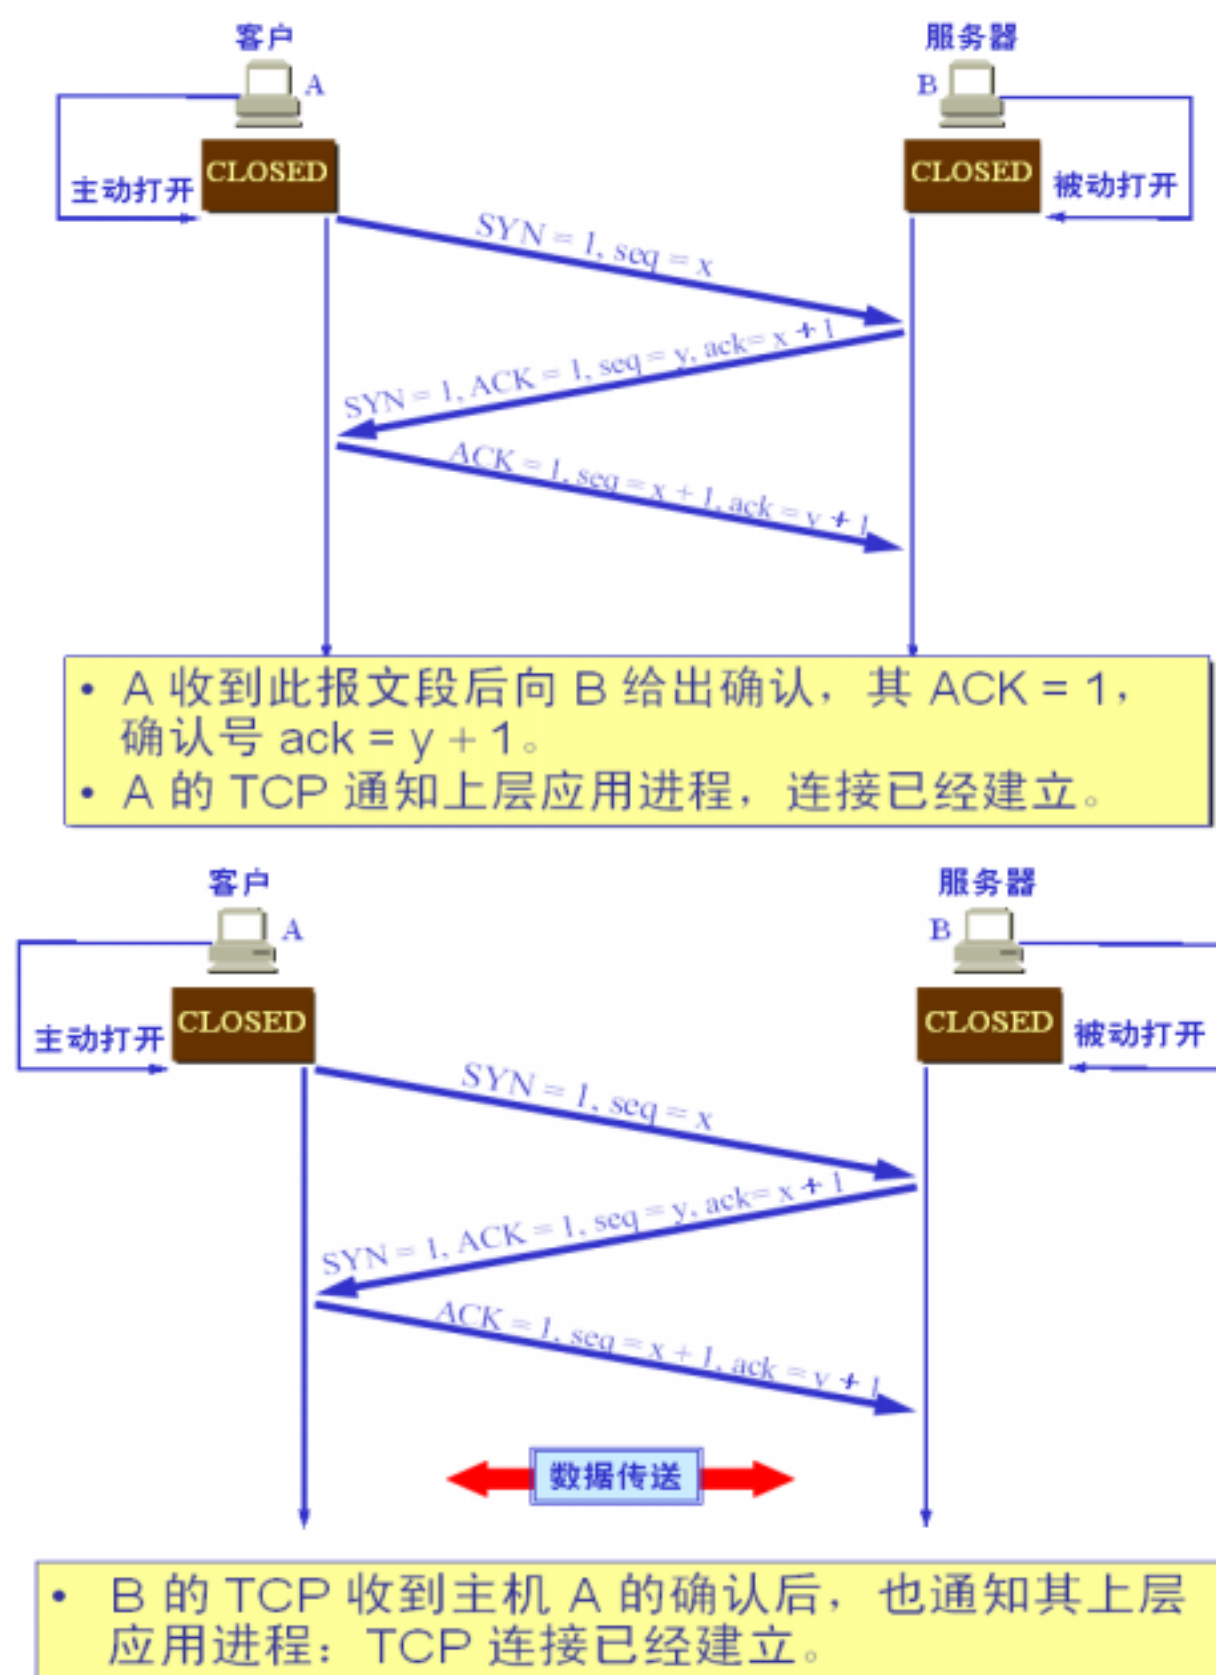 客户
服务器
A
B
CLOSED
CLOSED
主动打开
被动打开
SYN = 1, seq = x
SYN = 1, ACK = 1, seq = y, ack= x + 1
ACK = 1, seq = x + 1, ack = y + 1
• A 收到此报文段后向 B 给出确认，其 ACK = 1，
确认号 ack = y + 1。
• A 的 TCP 通知上层应用进程，连接已经建立。
客户
服务器
A
B
CLOSED
CLOSED
主动打开
被动打开
SYN = 1, seq = x
SYN = 1, ACK = 1, seq = y, ack= x + 1
ACK = 1, seq = x + 1, ack = y + 1
数据传送
• B 的 TCP 收到主机 A 的确认后，也通知其上层
应用进程：TCP 连接已经建立。